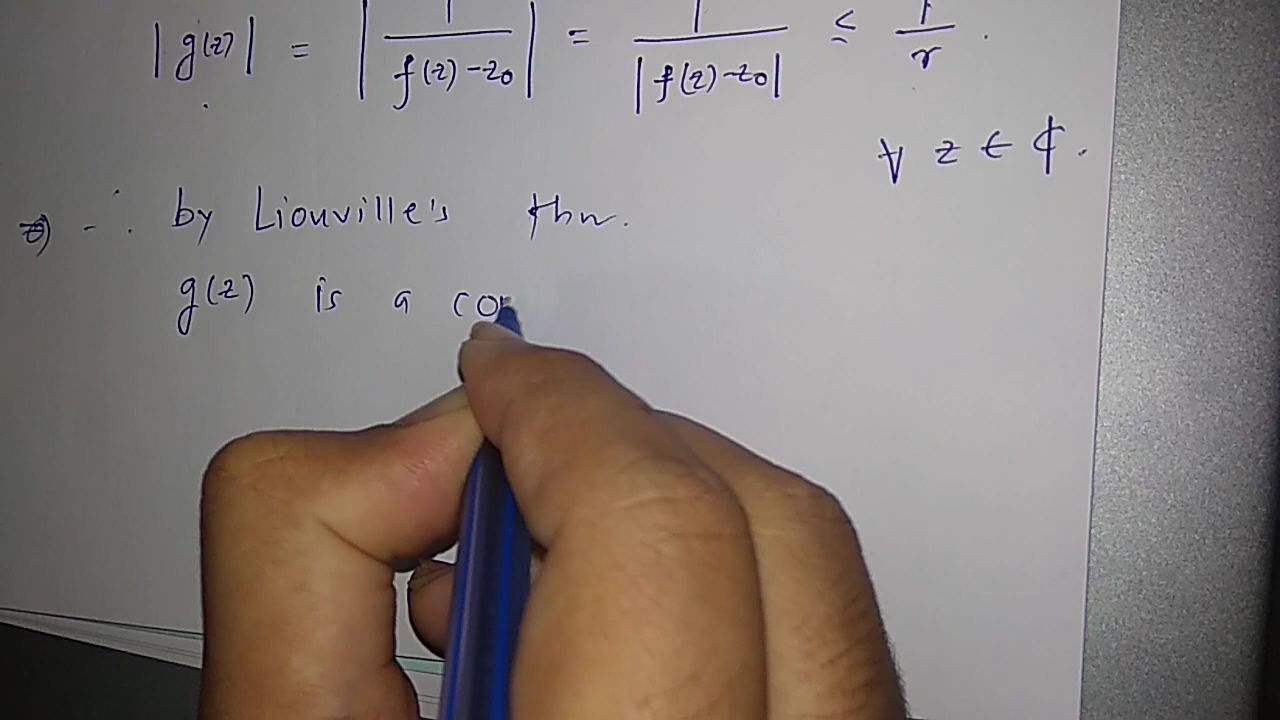 |g(z)| = | 1 / f(z)-z0 | = 1 / |f(z)-z0| ≤ 1 / r .
∀ z ∈ ₵.
∴ by Liouville's thm.
g(z) is a co